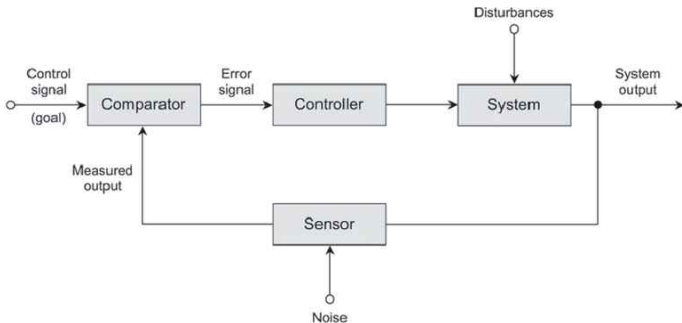 Disturbances
Control
signal
(goal)
Comparator
Error
signal
Controller
System
System
output
Measured
output
Sensor
Noise